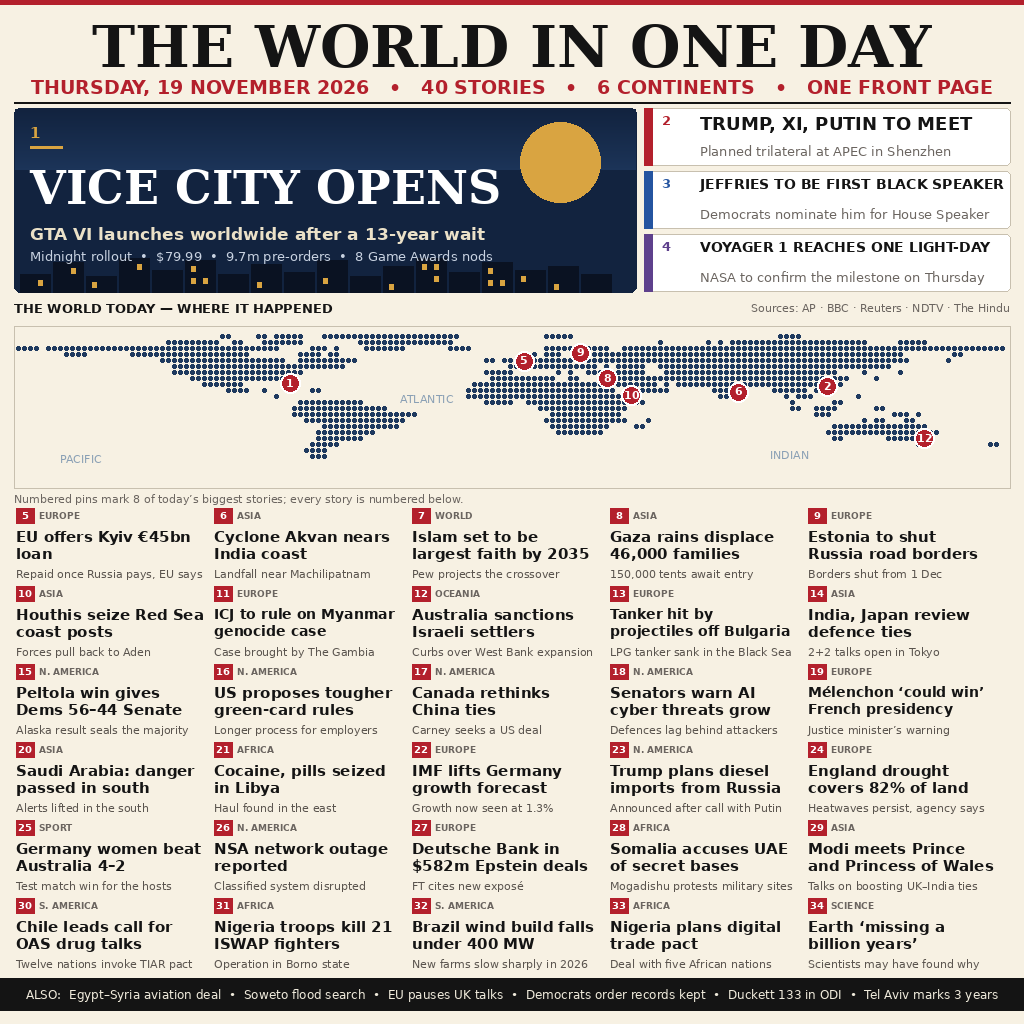 THE WORLD IN ONE DAY
THURSDAY, 19 NOVEMBER 2026 • 40 STORIES • 6 CONTINENTS • ONE FRONT PAGE
1
VICE CITY OPENS
GTA VI launches worldwide after a 13-year wait
Midnight rollout • $79.99 • 9.7m pre-orders • 8 Game Awards nods
2
TRUMP, XI, PUTIN TO MEET
Planned trilateral at APEC in Shenzhen
3
JEFFRIES TO BE FIRST BLACK SPEAKER
Democrats nominate him for House Speaker
4
VOYAGER 1 REACHES ONE LIGHT-DAY
NASA to confirm the milestone on Thursday
THE WORLD TODAY — WHERE IT HAPPENED
Sources: AP · BBC · Reuters · NDTV · The Hindu
9
5
8
1
2
6
10
ATLANTIC
12
PACIFIC
INDIAN
Numbered pins mark 8 of today’s biggest stories; every story is numbered below.
5 EUROPE
EU offers Kyiv €45bn
loan
Repaid once Russia pays, EU says
6 ASIA
Cyclone Akvan nears
India coast
Landfall near Machilipatnam
7 WORLD
Islam set to be
largest faith by 2035
Pew projects the crossover
8 ASIA
Gaza rains displace
46,000 families
150,000 tents await entry
9 EUROPE
Estonia to shut
Russia road borders
Borders shut from 1 Dec
10 ASIA
Houthis seize Red Sea
coast posts
Forces pull back to Aden
11 EUROPE
ICJ to rule on Myanmar
genocide case
Case brought by The Gambia
12 OCEANIA
Australia sanctions
Israeli settlers
Curbs over West Bank expansion
13 EUROPE
Tanker hit by
projectiles off Bulgaria
LPG tanker sank in the Black Sea
14 ASIA
India, Japan review
defence ties
2+2 talks open in Tokyo
15 N. AMERICA
Peltola win gives
Dems 56–44 Senate
Alaska result seals the majority
16 N. AMERICA
US proposes tougher
green-card rules
Longer process for employers
17 N. AMERICA
Canada rethinks
China ties
Carney seeks a US deal
18 N. AMERICA
Senators warn AI
cyber threats grow
Defences lag behind attackers
19 EUROPE
Mélenchon ‘could win’
French presidency
Justice minister’s warning
20 ASIA
Saudi Arabia: danger
passed in south
Alerts lifted in the south
21 AFRICA
Cocaine, pills seized
in Libya
Haul found in the east
22 EUROPE
IMF lifts Germany
growth forecast
Growth now seen at 1.3%
23 N. AMERICA
Trump plans diesel
imports from Russia
Announced after call with Putin
24 EUROPE
England drought
covers 82% of land
Heatwaves persist, agency says
25 SPORT
Germany women beat
Australia 4–2
Test match win for the hosts
26 N. AMERICA
NSA network outage
reported
Classified system disrupted
27 EUROPE
Deutsche Bank in
$582m Epstein deals
FT cites new exposé
28 AFRICA
Somalia accuses UAE
of secret bases
Mogadishu protests military sites
29 ASIA
Modi meets Prince
and Princess of Wales
Talks on boosting UK–India ties
30 S. AMERICA
Chile leads call for
OAS drug talks
Twelve nations invoke TIAR pact
31 AFRICA
Nigeria troops kill 21
ISWAP fighters
Operation in Borno state
32 S. AMERICA
Brazil wind build falls
under 400 MW
New farms slow sharply in 2026
33 AFRICA
Nigeria plans digital
trade pact
Deal with five African nations
34 SCIENCE
Earth ‘missing a
billion years’
Scientists may have found why
ALSO: Egypt–Syria aviation deal • Soweto flood search • EU pauses UK talks • Democrats order records kept • Duckett 133 in ODI • Tel Aviv marks 3 years